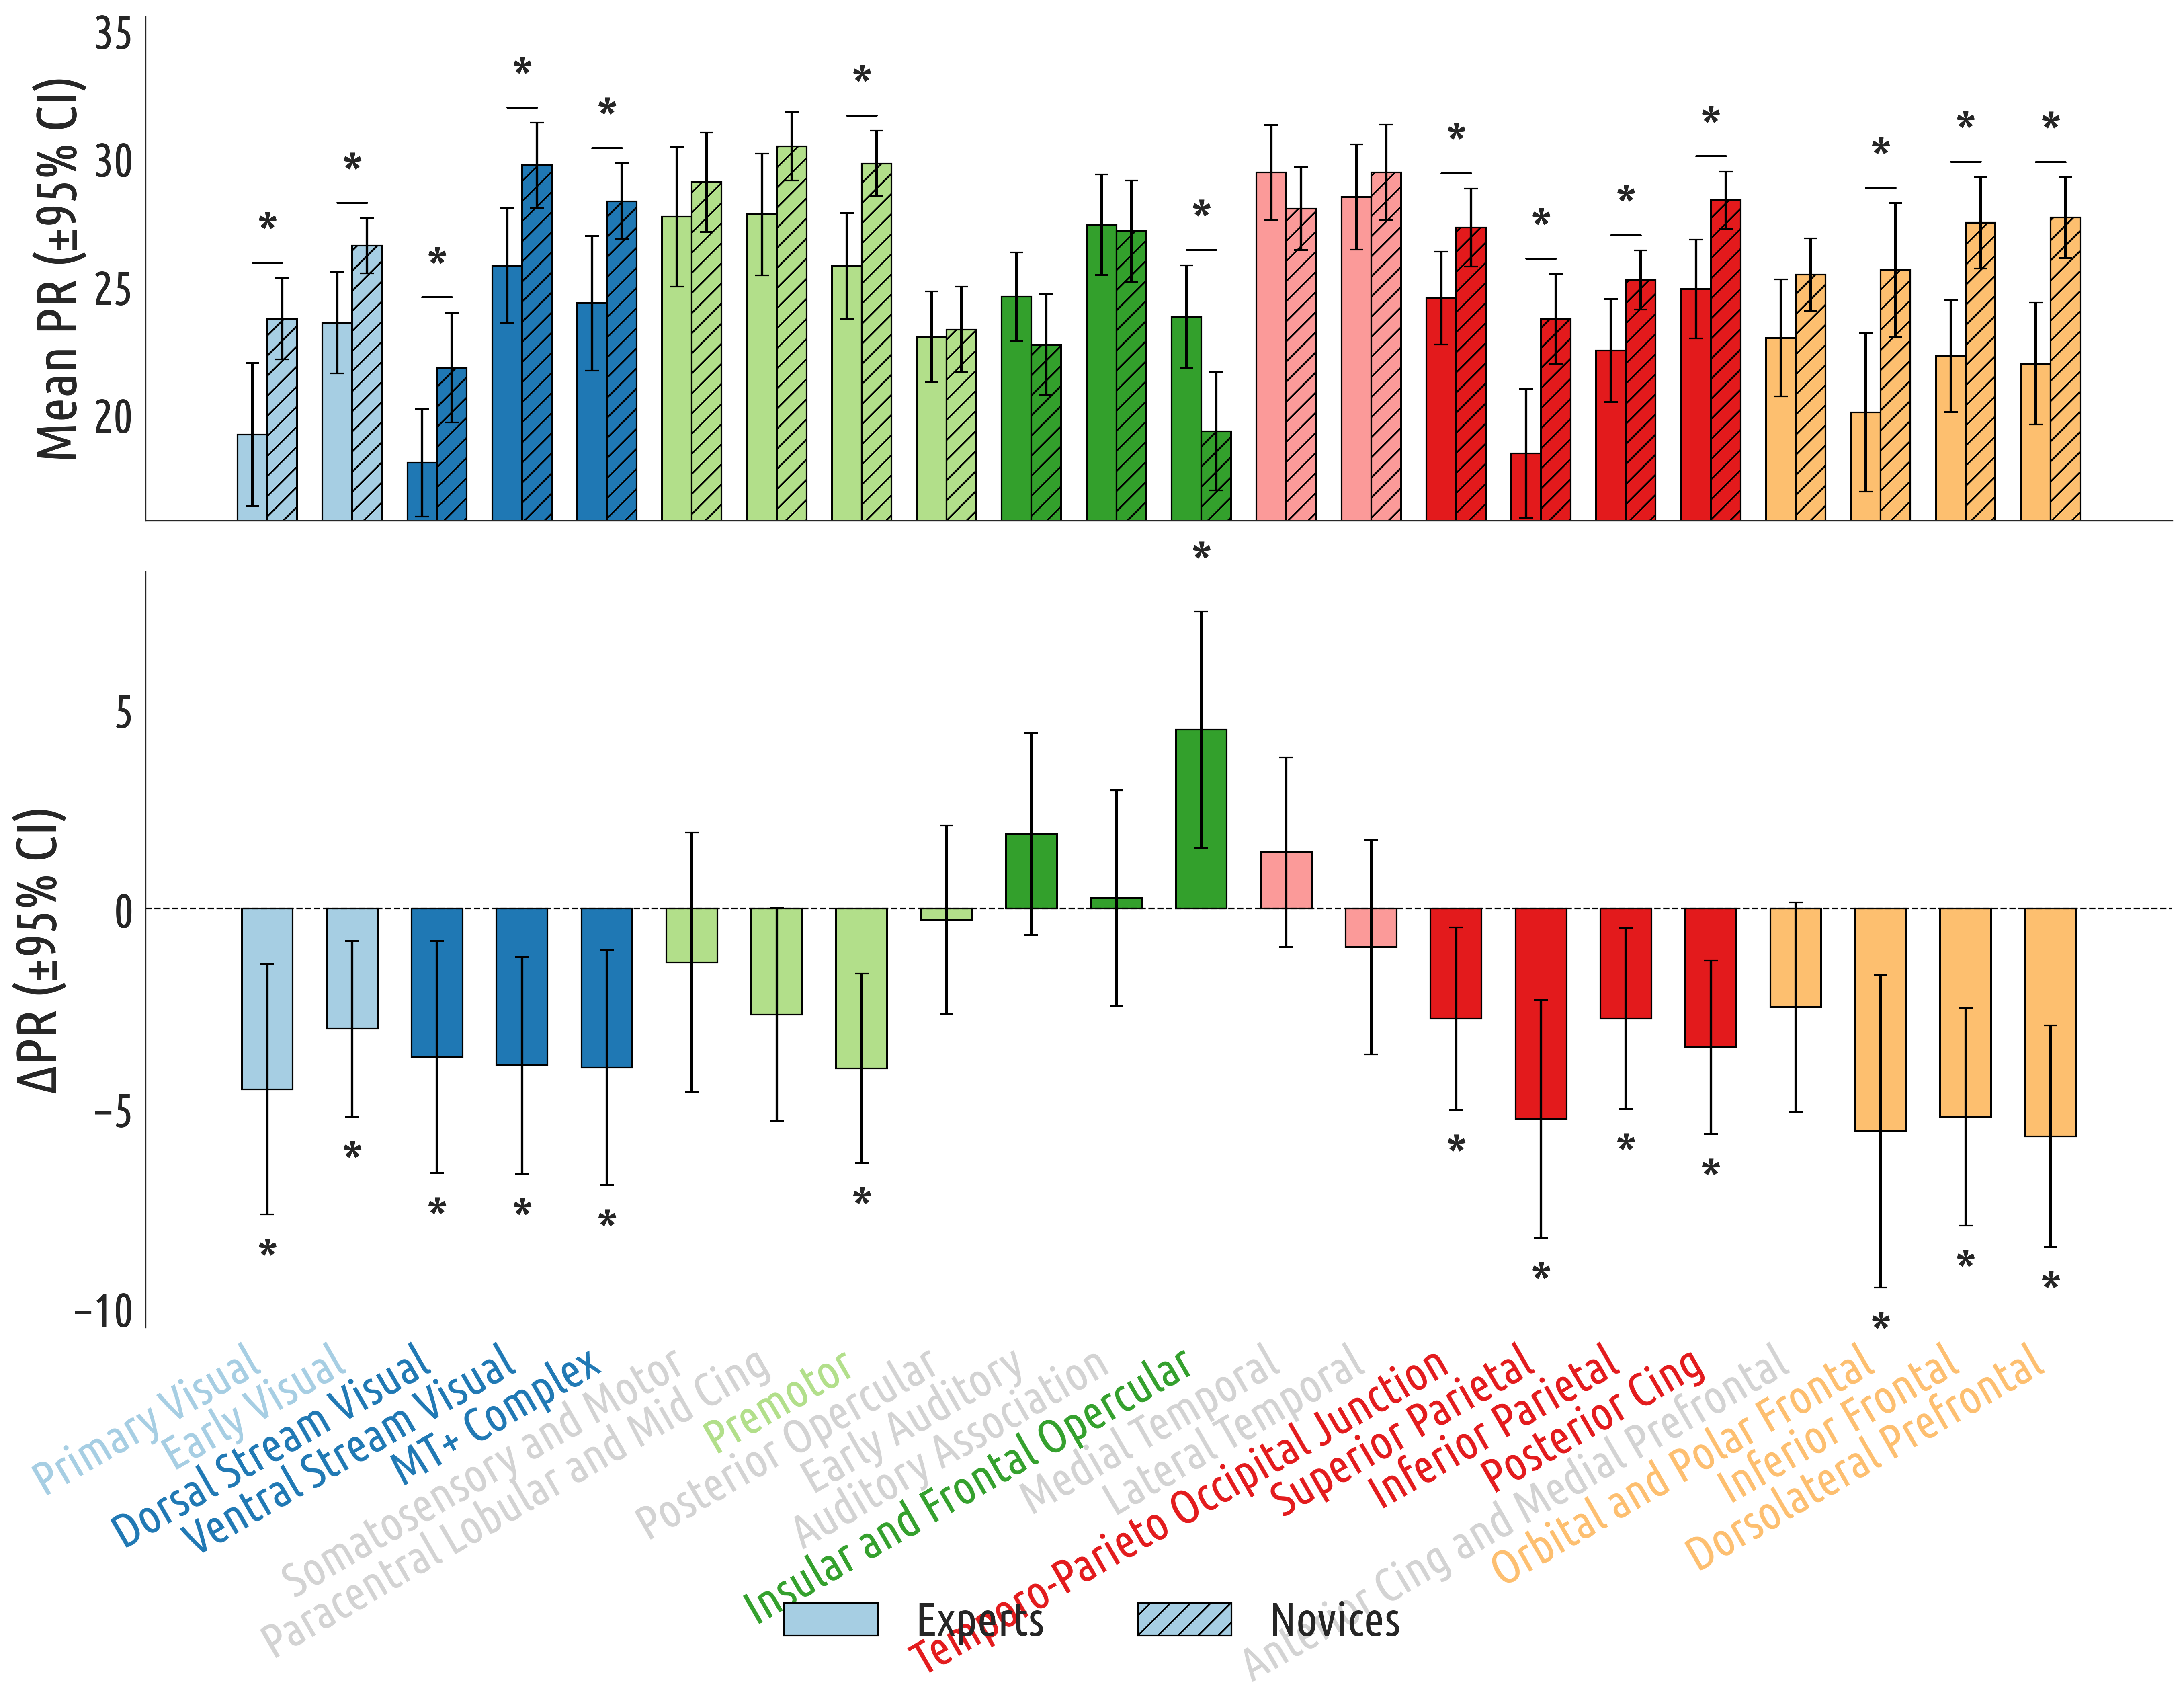 Mean PR (±95% CI)
35
30
25
20
* * * * * * * * * * * * * *
*
ΔPR (±95% CI)
5
0
−5
−10
* * * * * * * * * * * * *
Primary Visual
Early Visual
Dorsal Stream Visual
Ventral Stream Visual
MT+ Complex
Somatosensory and Motor
Paracentral Lobular and Mid Cing
Premotor
Posterior Opercular
Early Auditory
Auditory Association
Insular and Frontal Opercular
Medial Temporal
Lateral Temporal
Temporo-Parieto Occipital Junction
Superior Parietal
Inferior Parietal
Posterior Cing
Anterior Cing and Medial Prefrontal
Orbital and Polar Frontal
Inferior Frontal
Dorsolateral Prefrontal
Experts
Novices